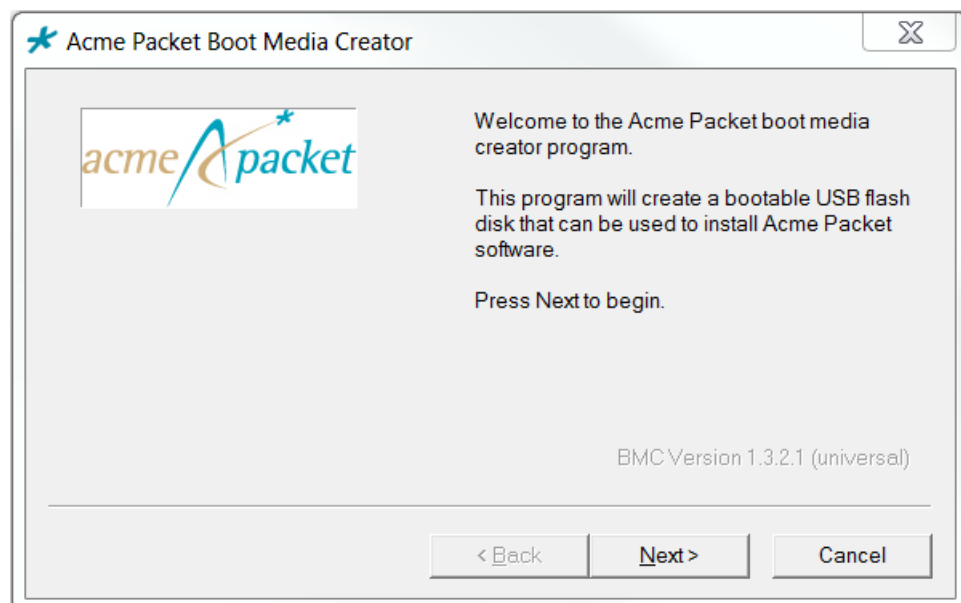 Acme Packet Boot Media Creator
acme packet
Welcome to the Acme Packet boot media
creator program.
This program will create a bootable USB flash
disk that can be used to install Acme Packet
software.
Press Next to begin.
BMC Version 1.3.2.1 (universal)
< Back
Next >
Cancel